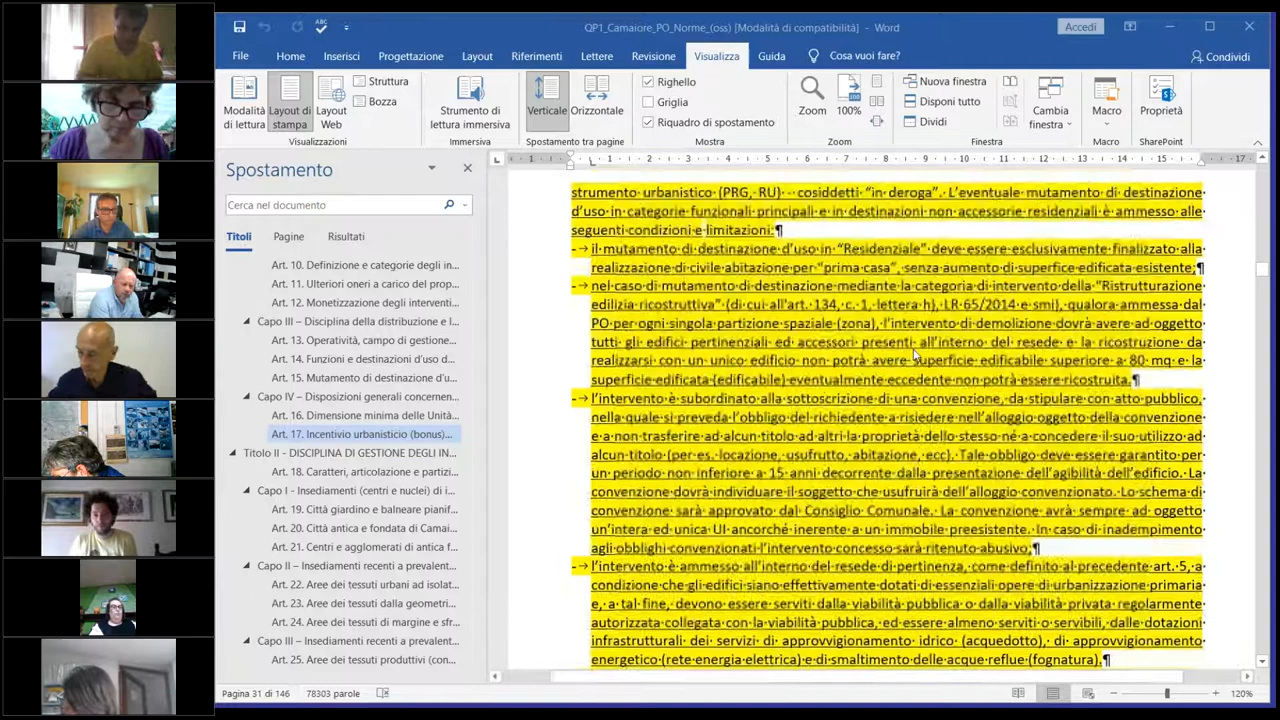 QP1_Camaiore_PO_Norme_(oss) [Modalità di compatibilità] - Word
Accedi
File Home Inserisci Progettazione Layout Riferimenti Lettere Revisione Visualizza Guida Cosa vuoi fare? Condividi
Modalità di lettura
Layout di stampa
Layout Web
Struttura
Bozza
Visualizzazioni
Strumento di lettura immersiva
Immersiva
Verticale
Orizzontale
Spostamento tra pagine
Righello
Griglia
Riquadro di spostamento
Mostra
Zoom
100%
Zoom
Nuova finestra
Disponi tutto
Dividi
Cambia finestra
Finestra
Macro
Macro
Proprietà
SharePoint
Spostamento
Cerca nel documento
Titoli Pagine Risultati
Art. 10. Definizione e categorie degli in...
Art. 11. Ulteriori oneri a carico del prop...
Art. 12. Monetizzazione degli interventi...
Capo III – Disciplina della distribuzione e l...
Art. 13. Operatività, campo di gestione...
Art. 14. Funzioni e destinazioni d'uso d...
Art. 15. Mutamento di destinazione d'u...
Capo IV – Disposizioni generali concernen...
Art. 16. Dimensione minima delle Unità...
Art. 17. Incentivio urbanisticio (bonus)...
Titolo II - DISCIPLINA DI GESTIONE DEGLI IN...
Art. 18. Caratteri, articolazione e partizi...
Capo I - Insediamenti (centri e nuclei) di i...
Art. 19. Città giardino e balneare pianif...
Art. 20. Città antica e fondata di Camai...
Art. 21. Centri e agglomerati di antica f...
Capo II – Insediamenti recenti a prevalent...
Art. 22. Aree dei tessuti urbani ad isolat...
Art. 23. Aree dei tessuti dalla geometri...
Art. 24. Aree dei tessuti di margine e sfr...
Capo III – Insediamenti recenti a prevalent...
Art. 25. Aree dei tessuti produttivi (con...
strumento urbanistico (PRG, RU) - cosiddetti "in deroga". L'eventuale mutamento di destinazione
d'uso in categorie funzionali principali e in destinazioni non accessorie residenziali è ammesso alle
seguenti condizioni e limitazioni:¶
- → il mutamento di destinazione d'uso in "Residenziale" deve essere esclusivamente finalizzato alla
realizzazione di civile abitazione per "prima casa", senza aumento di superfice edificata esistente;¶
- → nel caso di mutamento di destinazione mediante la categoria di intervento della "Ristrutturazione
edilizia ricostruttiva" (di cui all'art. 134, c. 1, lettera h), LR 65/2014 e smi), qualora ammessa dal
PO per ogni singola partizione spaziale (zona), l'intervento di demolizione dovrà avere ad oggetto
tutti gli edifici pertinenziali ed accessori presenti all'interno del resede e la ricostruzione da
realizzarsi con un unico edificio non potrà avere superficie edificabile superiore a 80 mq e la
superficie edificata (edificabile) eventualmente eccedente non potrà essere ricostruita.¶
- → l'intervento è subordinato alla sottoscrizione di una convenzione, da stipulare con atto pubblico,
nella quale si preveda l'obbligo del richiedente a risiedere nell'alloggio oggetto della convenzione
e a non trasferire ad alcun titolo ad altri la proprietà dello stesso né a concedere il suo utilizzo ad
alcun titolo (per es. locazione, usufrutto, abitazione, ecc). Tale obbligo deve essere garantito per
un periodo non inferiore a 15 anni decorrente dalla presentazione dell'agibilità dell'edificio. La
convenzione dovrà individuare il soggetto che usufruirà dell'alloggio convenzionato. Lo schema di
convenzione sarà approvato dal Consiglio Comunale. La convenzione avrà sempre ad oggetto
un'intera ed unica UI ancorché inerente a un immobile preesistente. In caso di inadempimento
agli obblighi convenzionati l'intervento concesso sarà ritenuto abusivo;¶
- → l'intervento è ammesso all'interno del resede di pertinenza, come definito al precedente art. 5, a
condizione che gli edifici siano effettivamente dotati di essenziali opere di urbanizzazione primaria
e, a tal fine, devono essere serviti dalla viabilità pubblica o dalla viabilità privata regolarmente
autorizzata collegata con la viabilità pubblica, ed essere almeno serviti o servibili, dalle dotazioni
infrastrutturali dei servizi di approvvigionamento idrico (acquedotto), di approvvigionamento
energetico (rete energia elettrica) e di smaltimento delle acque reflue (fognatura).¶
Pagina 31 di 146 78303 parole 120%